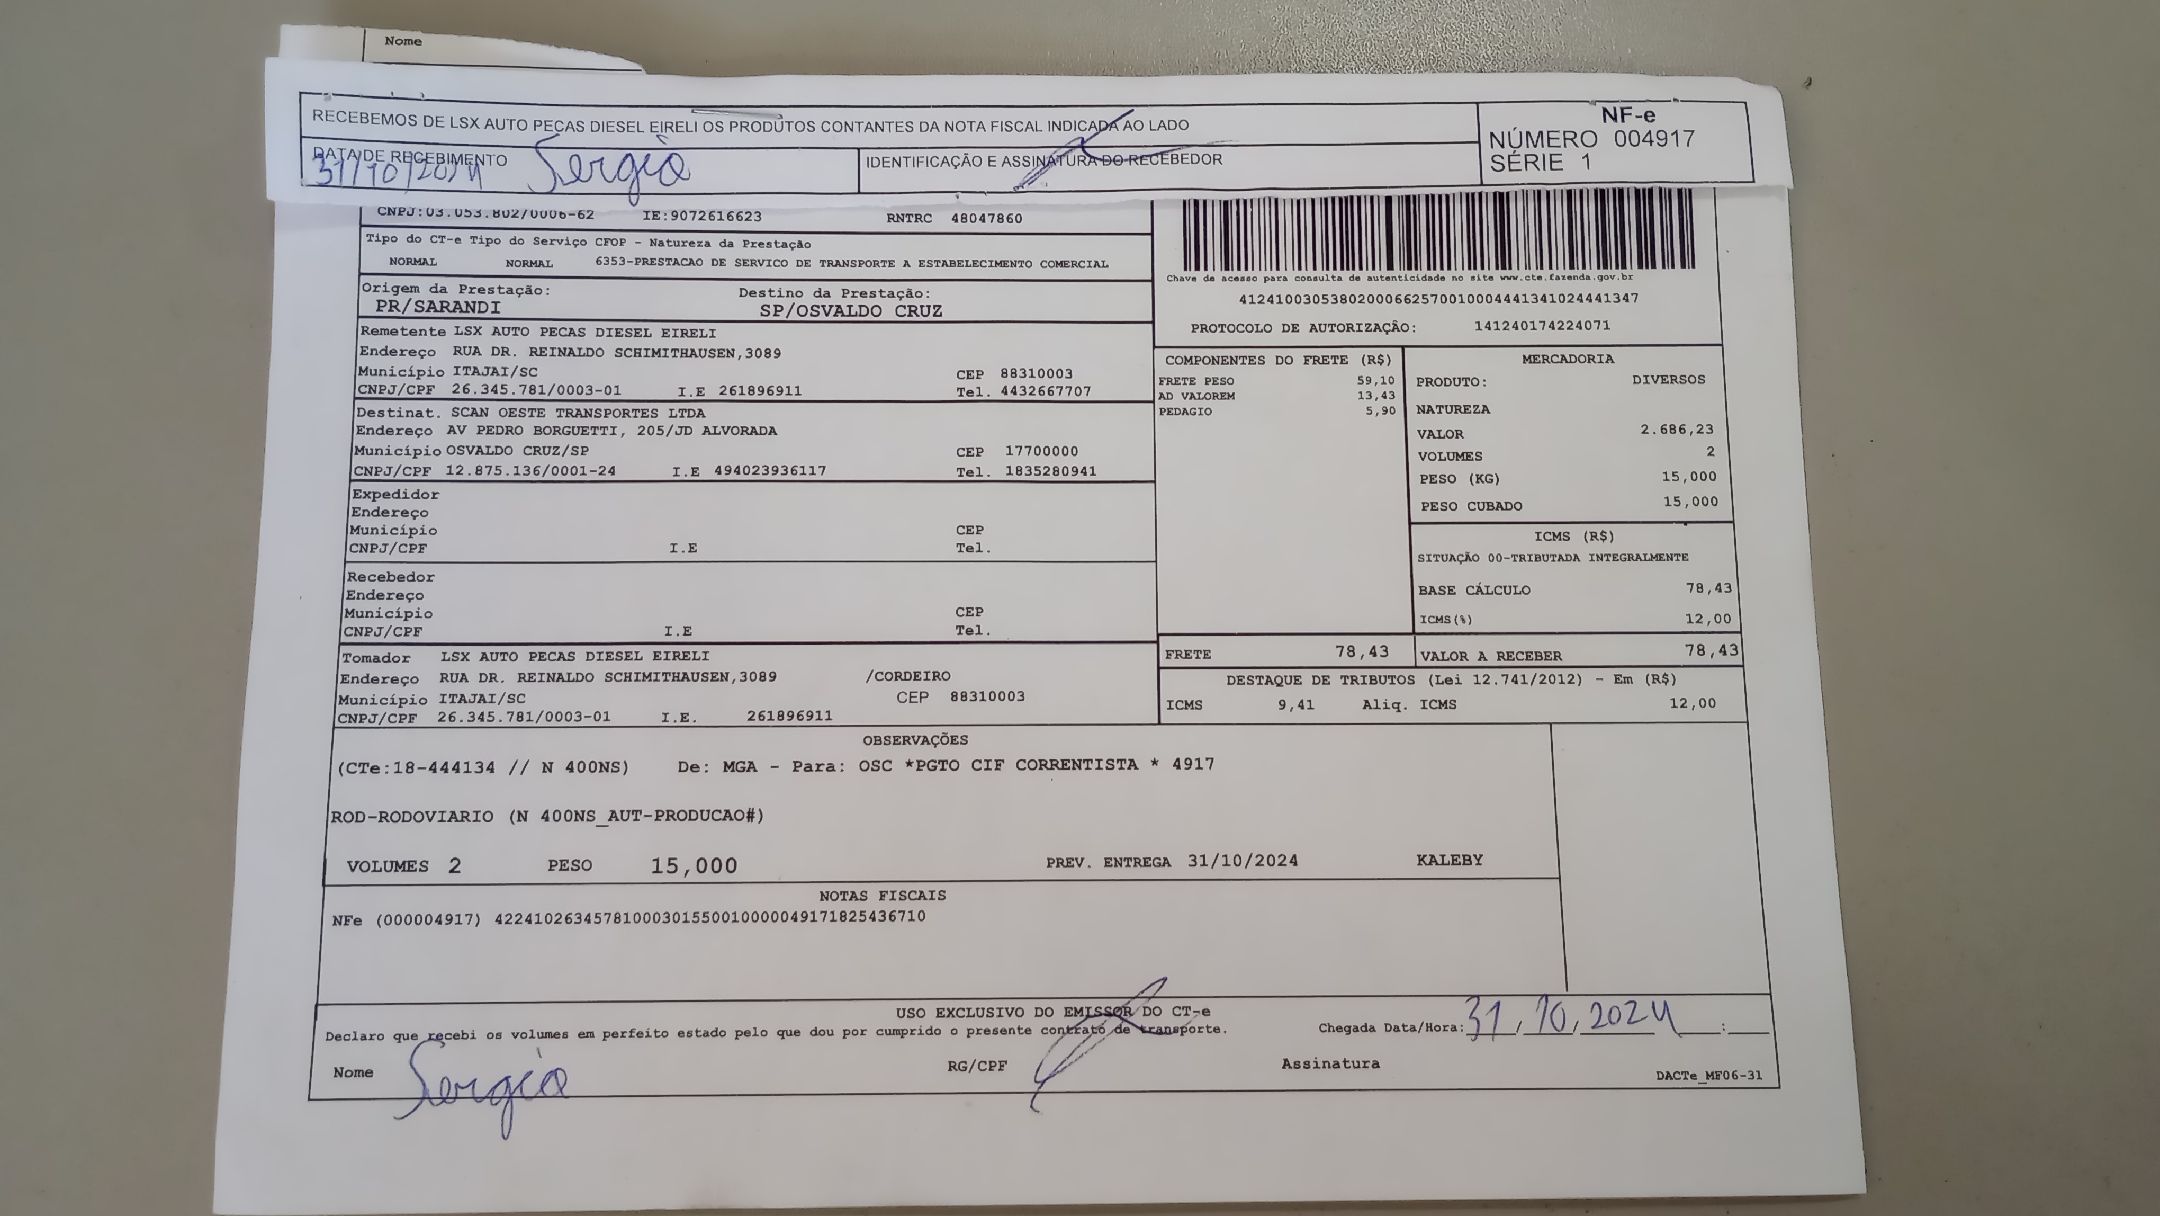 Nome
RECEBEMOS DE LSX AUTO PECAS DIESEL EIRELI OS PRODUTOS CONTANTES DA NOTA FISCAL INDICADA AO LADO
NF-e
NÚMERO 004917
SÉRIE 1
DATA DE RECEBIMENTO
31/10/2024 Sergio
IDENTIFICAÇÃO E ASSINATURA DO RECEBEDOR
CNPJ:03.053.802/0006-62 IE:9072616623 RNTRC 48047860
Tipo do CT-e Tipo do Serviço CFOP - Natureza da Prestação
NORMAL NORMAL 6353-PRESTACAO DE SERVICO DE TRANSPORTE A ESTABELECIMENTO COMERCIAL
Chave de acesso para consulta de autenticidade no site www.cte.fazenda.gov.br
41241003053802000662570010004441341024441347
PROTOCOLO DE AUTORIZAÇÃO: 141240174224071
Origem da Prestação: Destino da Prestação:
PR/SARANDI SP/OSVALDO CRUZ
Remetente LSX AUTO PECAS DIESEL EIRELI
Endereço RUA DR. REINALDO SCHIMITHAUSEN,3089
Município ITAJAI/SC CEP 88310003
CNPJ/CPF 26.345.781/0003-01 I.E 261896911 Tel. 4432667707
Destinat. SCAN OESTE TRANSPORTES LTDA
Endereço AV PEDRO BORGUETTI, 205/JD ALVORADA
Município OSVALDO CRUZ/SP CEP 17700000
CNPJ/CPF 12.875.136/0001-24 I.E 494023936117 Tel. 1835280941
Expedidor
Endereço
Município CEP
CNPJ/CPF I.E Tel.
Recebedor
Endereço
Município CEP
CNPJ/CPF I.E Tel.
Tomador LSX AUTO PECAS DIESEL EIRELI
Endereço RUA DR. REINALDO SCHIMITHAUSEN,3089 /CORDEIRO
Município ITAJAI/SC CEP 88310003
CNPJ/CPF 26.345.781/0003-01 I.E. 261896911
COMPONENTES DO FRETE (R$)
FRETE PESO 59,10
AD VALOREM 13,43
PEDAGIO 5,90
MERCADORIA
PRODUTO: DIVERSOS
NATUREZA
VALOR 2.686,23
VOLUMES 2
PESO (KG) 15,000
PESO CUBADO 15,000
ICMS (R$)
SITUAÇÃO 00-TRIBUTADA INTEGRALMENTE
BASE CÁLCULO 78,43
ICMS(%) 12,00
FRETE 78,43 VALOR A RECEBER 78,43
DESTAQUE DE TRIBUTOS (Lei 12.741/2012) - Em (R$)
ICMS 9,41 Aliq. ICMS 12,00
OBSERVAÇÕES
(CTe:18-444134 // N 400NS) De: MGA - Para: OSC *PGTO CIF CORRENTISTA * 4917
ROD-RODOVIARIO (N 400NS_AUT-PRODUCAO#)
VOLUMES 2 PESO 15,000 PREV. ENTREGA 31/10/2024 KALEBY
NOTAS FISCAIS
NFe (000004917) 42241026345781000301550010000049171825436710
USO EXCLUSIVO DO EMISSOR DO CT-e
Declaro que recebi os volumes em perfeito estado pelo que dou por cumprido o presente contrato de transporte. Chegada Data/Hora: 31/10/2024 :
Nome Sergio RG/CPF Assinatura
DACTe_MF06-31